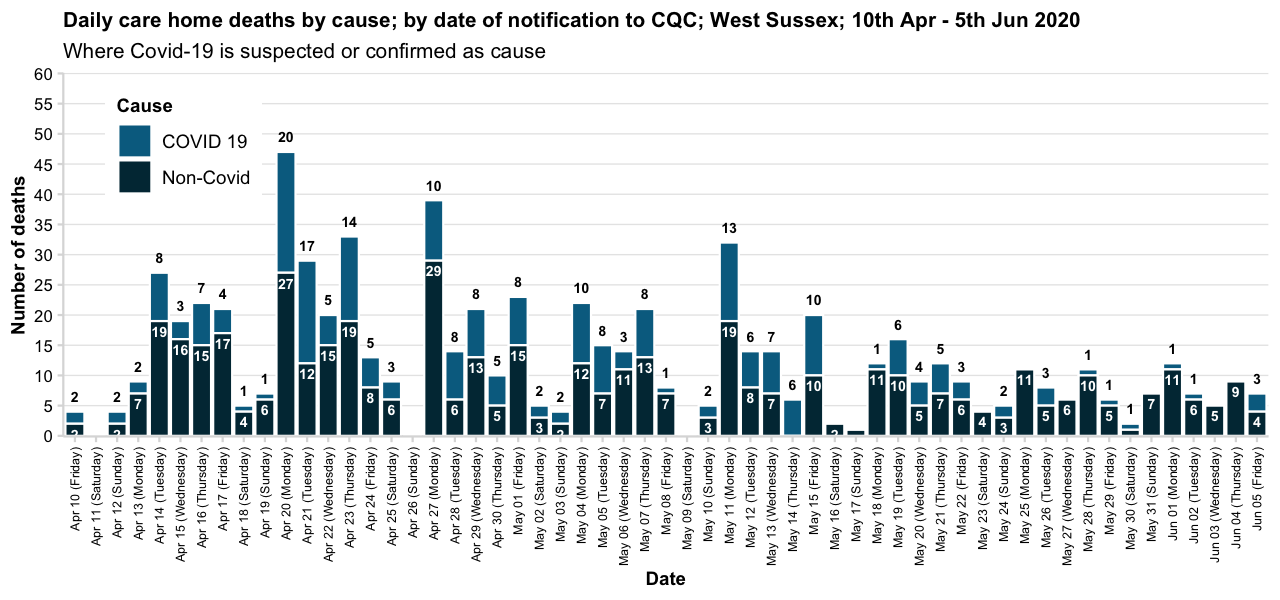 Daily care home deaths by cause; by date of notification to CQC; West Sussex; 10th Apr - 5th Jun 2020
Where Covid-19 is suspected or confirmed as cause
Number of deaths
60
55
50
45
40
35
30
25
20
15
10
5
0
Cause
COVID 19
Non-Covid
2 2 2 8 3 7 4 1 1 20 17 5 14 5 3 10 8 8 5 8 2 2 10 8 3 8 1 2 13 6 7 6 10 1 6 4 5 3 2 3 1 1 1 1 1 3
2 2 7 19 16 15 17 4 6 27 12 15 19 8 6 29 6 13 5 15 3 2 12 7 11 13 7 3 19 8 7 10 2 11 10 5 7 6 4 3 11 5 6 10 5 7 11 6 5 9 4
Apr 10 (Friday)
Apr 11 (Saturday)
Apr 12 (Sunday)
Apr 13 (Monday)
Apr 14 (Tuesday)
Apr 15 (Wednesday)
Apr 16 (Thursday)
Apr 17 (Friday)
Apr 18 (Saturday)
Apr 19 (Sunday)
Apr 20 (Monday)
Apr 21 (Tuesday)
Apr 22 (Wednesday)
Apr 23 (Thursday)
Apr 24 (Friday)
Apr 25 (Saturday)
Apr 26 (Sunday)
Apr 27 (Monday)
Apr 28 (Tuesday)
Apr 29 (Wednesday)
Apr 30 (Thursday)
May 01 (Friday)
May 02 (Saturday)
May 03 (Sunday)
May 04 (Monday)
May 05 (Tuesday)
May 06 (Wednesday)
May 07 (Thursday)
May 08 (Friday)
May 09 (Saturday)
May 10 (Sunday)
May 11 (Monday)
May 12 (Tuesday)
May 13 (Wednesday)
May 14 (Thursday)
May 15 (Friday)
May 16 (Saturday)
May 17 (Sunday)
May 18 (Monday)
May 19 (Tuesday)
May 20 (Wednesday)
May 21 (Thursday)
May 22 (Friday)
May 23 (Saturday)
May 24 (Sunday)
May 25 (Monday)
May 26 (Tuesday)
May 27 (Wednesday)
May 28 (Thursday)
May 29 (Friday)
May 30 (Saturday)
May 31 (Sunday)
Jun 01 (Monday)
Jun 02 (Tuesday)
Jun 03 (Wednesday)
Jun 04 (Thursday)
Jun 05 (Friday)
Date